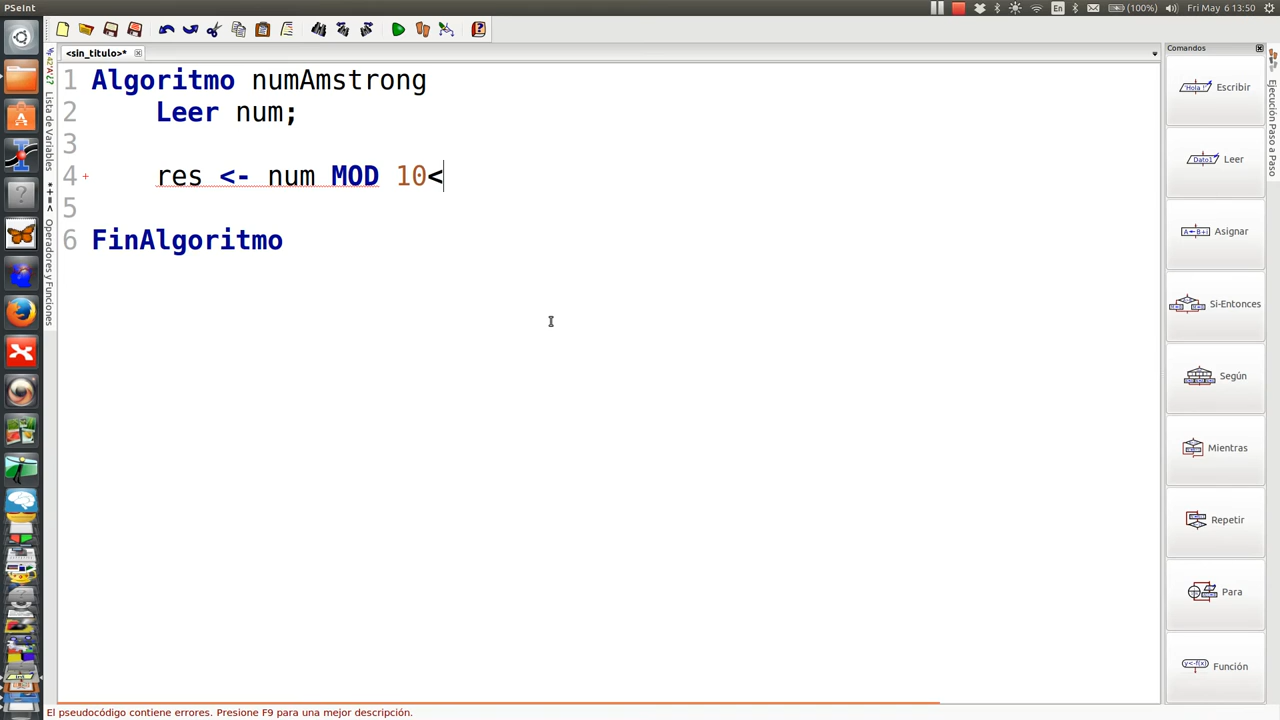 PSeInt
En
(100%)
Fri May 6 13:50
<sin_titulo>*
Comandos
1 Algoritmo numAmstrong
2 Leer num;
3
4 res <- num MOD 10<
5
6 FinAlgoritmo
Lista de Variables
*+=< Operadores y Funciones
Escribir
Leer
Asignar
Si-Entonces
Según
Mientras
Repetir
Para
Función
Ejecución Paso a Paso
El pseudocódigo contiene errores. Presione F9 para una mejor descripción.